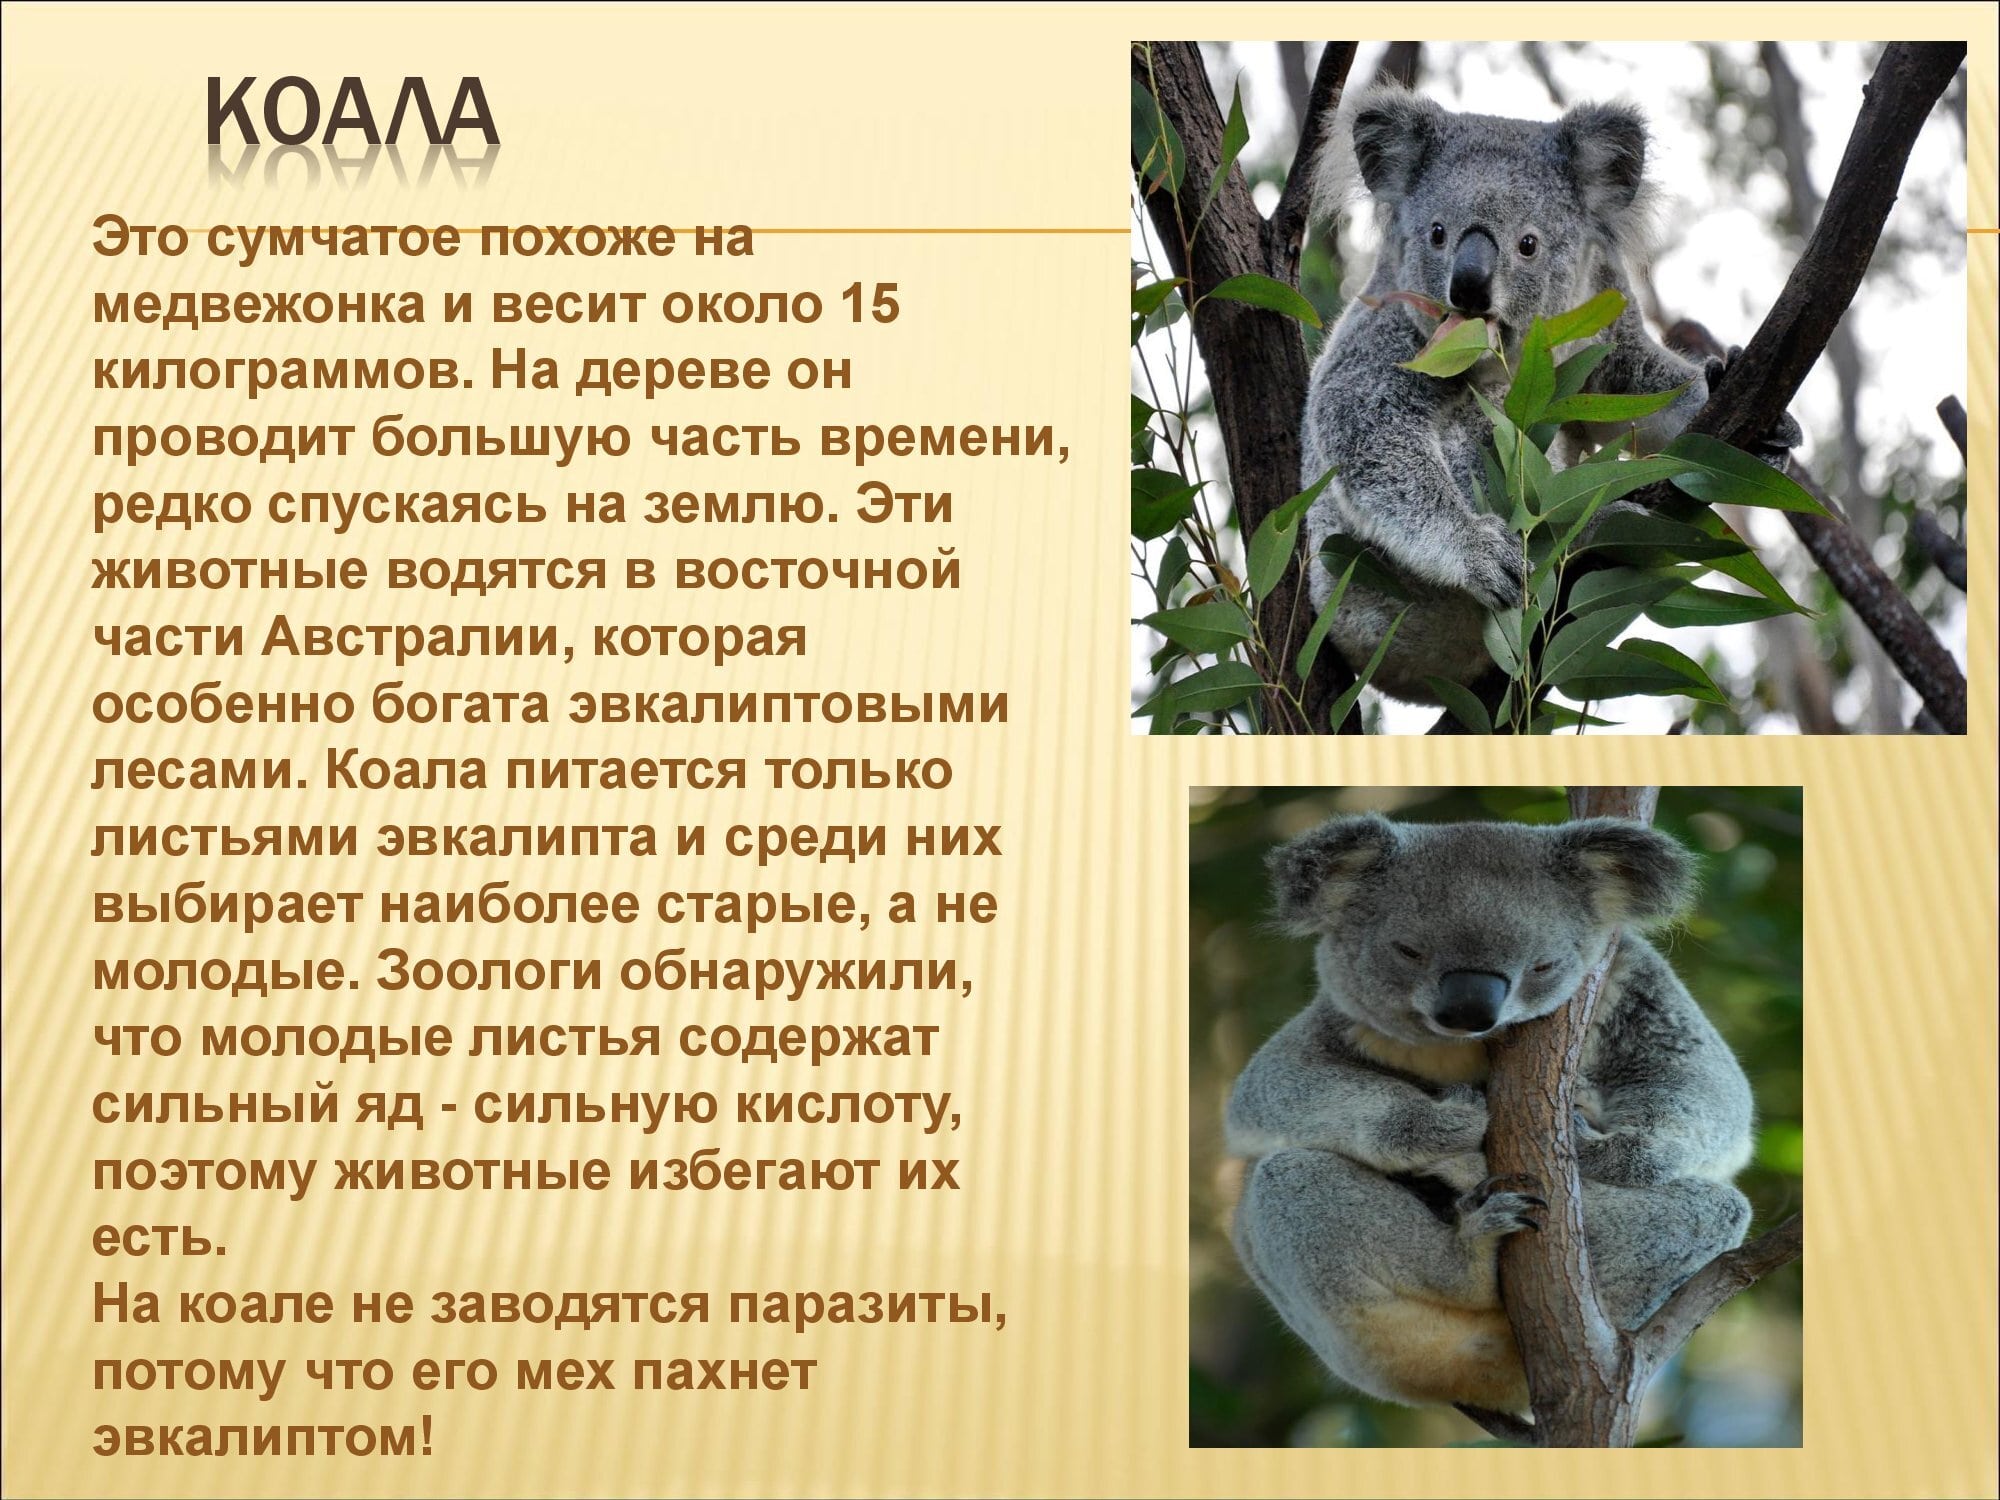 КОАЛА
Это сумчатое похоже на
медвежонка и весит около 15
килограммов. На дереве он
проводит большую часть времени,
редко спускаясь на землю. Эти
животные водятся в восточной
части Австралии, которая
особенно богата эвкалиптовыми
лесами. Коала питается только
листьями эвкалипта и среди них
выбирает наиболее старые, а не
молодые. Зоологи обнаружили,
что молодые листья содержат
сильный яд - сильную кислоту,
поэтому животные избегают их
есть.
На коале не заводятся паразиты,
потому что его мех пахнет
эвкалиптом!